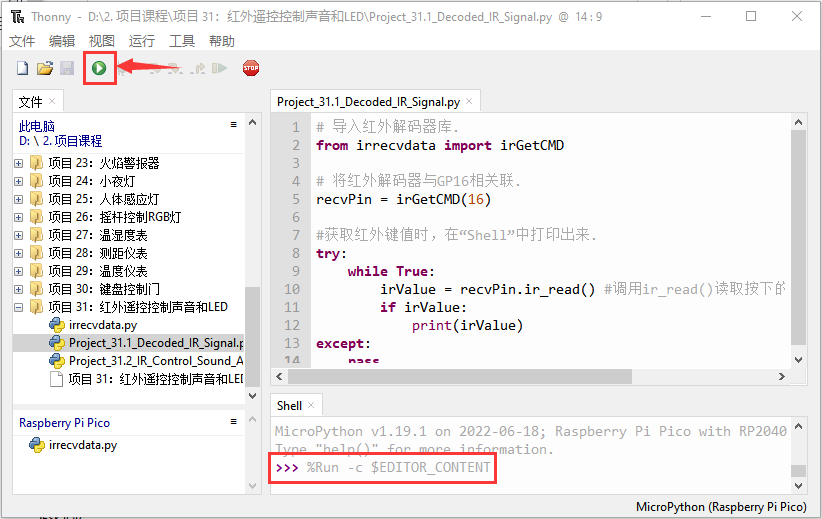 Thonny - D:\2. 项目课程\项目 31：红外遥控控制声音和LED\Project_31.1_Decoded_IR_Signal.py @ 14 : 9
文件 编辑 视图 运行 工具 帮助
STOP
文件
此电脑
D: \ 2. 项目课程
项目 23：火焰警报器
项目 24：小夜灯
项目 25：人体感应灯
项目 26：摇杆控制RGB灯
项目 27：温湿度表
项目 28：测距仪表
项目 29：温度仪表
项目 30：键盘控制门
项目 31：红外遥控控制声音和LED
irrecvdata.py
Project_31.1_Decoded_IR_Signal.p
Project_31.2_IR_Control_Sound_A
项目 31：红外遥控控制声音和LEI
Raspberry Pi Pico
irrecvdata.py
Project_31.1_Decoded_IR_Signal.py
1 # 导入红外解码器库.
2 from irrecvdata import irGetCMD
3
4 # 将红外解码器与GP16相关联.
5 recvPin = irGetCMD(16)
6
7 #获取红外键值时，在“Shell”中打印出来.
8 try:
9 while True:
10 irValue = recvPin.ir_read() #调用ir_read()读取按下的
11 if irValue:
12 print(irValue)
13 except:
14 pass
Shell
MicroPython v1.19.1 on 2022-06-18; Raspberry Pi Pico with RP2040
Type "help()" for more information.
>>> %Run -c $EDITOR_CONTENT
MicroPython (Raspberry Pi Pico)